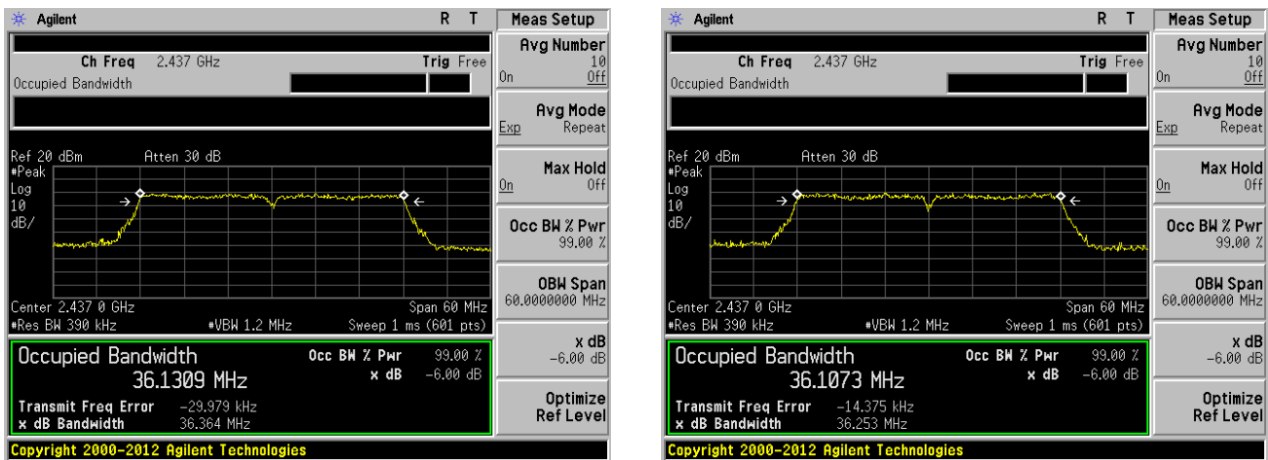 Agilent R T
Meas Setup
Ch Freq 2.437 GHz Trig Free
Occupied Bandwidth
Avg Number
10
On Off
Avg Mode
Exp Repeat
Ref 20 dBm Atten 30 dB
#Peak
Log
10
dB/
Max Hold
On Off
Occ BW % Pwr
99.00 %
OBW Span
60.0000000 MHz
Center 2.437 0 GHz Span 60 MHz
#Res BW 390 kHz #VBW 1.2 MHz Sweep 1 ms (601 pts)
x dB
-6.00 dB
Occupied Bandwidth Occ BW % Pwr 99.00 %
36.1309 MHz x dB -6.00 dB
Transmit Freq Error -29.979 kHz
x dB Bandwidth 36.364 MHz
Optimize
Ref Level
Copyright 2000-2012 Agilent Technologies
Agilent R T
Meas Setup
Ch Freq 2.437 GHz Trig Free
Occupied Bandwidth
Avg Number
10
On Off
Avg Mode
Exp Repeat
Ref 20 dBm Atten 30 dB
#Peak
Log
10
dB/
Max Hold
On Off
Occ BW % Pwr
99.00 %
OBW Span
60.0000000 MHz
Center 2.437 0 GHz Span 60 MHz
#Res BW 390 kHz #VBW 1.2 MHz Sweep 1 ms (601 pts)
x dB
-6.00 dB
Occupied Bandwidth Occ BW % Pwr 99.00 %
36.1073 MHz x dB -6.00 dB
Transmit Freq Error -14.375 kHz
x dB Bandwidth 36.253 MHz
Optimize
Ref Level
Copyright 2000-2012 Agilent Technologies